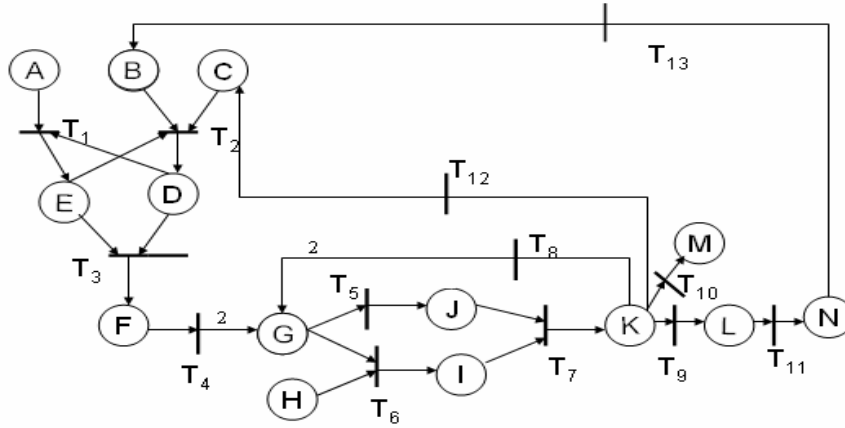 T13
A B C
T1 T2
T12
E D
M
2 T8
T3
T5 T10
2
F G J K L N
T4 T7 T9 T11
H I
T6